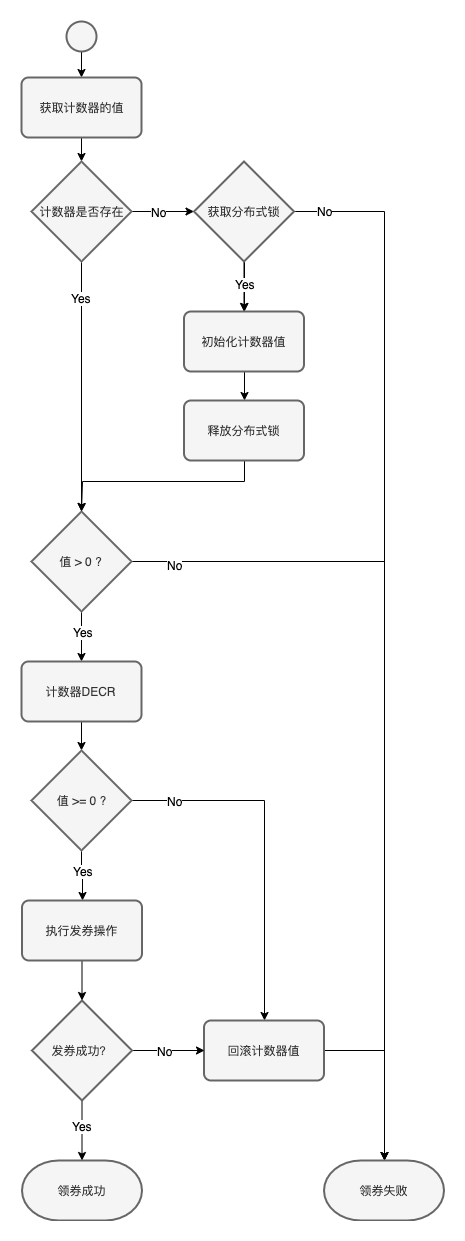 获取计数器的值
计数器是否存在
No
获取分布式锁
No
Yes
Yes
初始化计数器值
释放分布式锁
值 > 0 ?
No
Yes
计数器DECR
值 >= 0 ?
No
Yes
执行发券操作
发券成功?
No
回滚计数器值
Yes
领券成功
领券失败